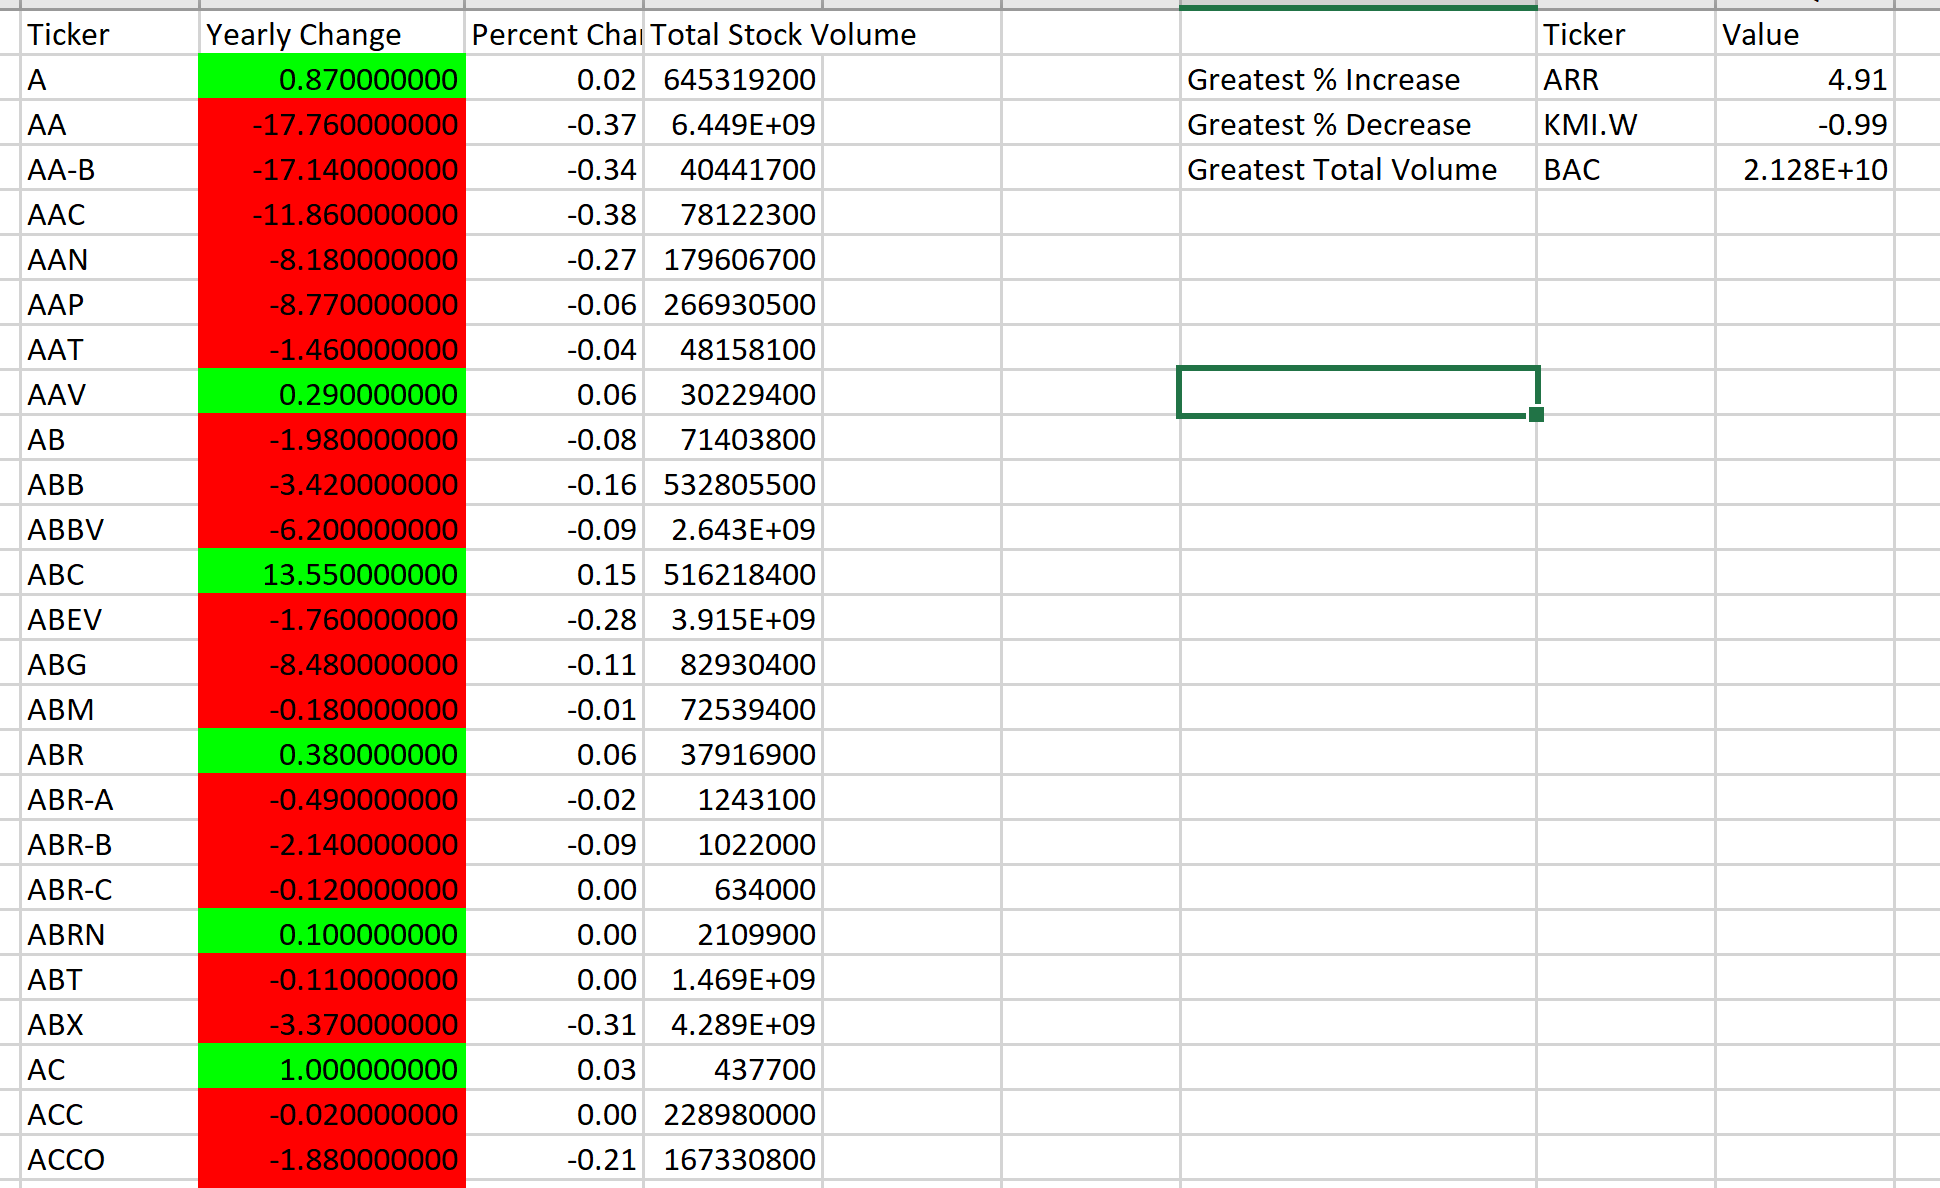 Ticker Yearly Change Percent Chan Total Stock Volume Ticker Value
A 0.870000000 0.02 645319200 Greatest % Increase ARR 4.91
AA -17.760000000 -0.37 6.449E+09 Greatest % Decrease KMI.W -0.99
AA-B -17.140000000 -0.34 40441700 Greatest Total Volume BAC 2.128E+10
AAC -11.860000000 -0.38 78122300
AAN -8.180000000 -0.27 179606700
AAP -8.770000000 -0.06 266930500
AAT -1.460000000 -0.04 48158100
AAV 0.290000000 0.06 30229400
AB -1.980000000 -0.08 71403800
ABB -3.420000000 -0.16 532805500
ABBV -6.200000000 -0.09 2.643E+09
ABC 13.550000000 0.15 516218400
ABEV -1.760000000 -0.28 3.915E+09
ABG -8.480000000 -0.11 82930400
ABM -0.180000000 -0.01 72539400
ABR 0.380000000 0.06 37916900
ABR-A -0.490000000 -0.02 1243100
ABR-B -2.140000000 -0.09 1022000
ABR-C -0.120000000 0.00 634000
ABRN 0.100000000 0.00 2109900
ABT -0.110000000 0.00 1.469E+09
ABX -3.370000000 -0.31 4.289E+09
AC 1.000000000 0.03 437700
ACC -0.020000000 0.00 228980000
ACCO -1.880000000 -0.21 167330800